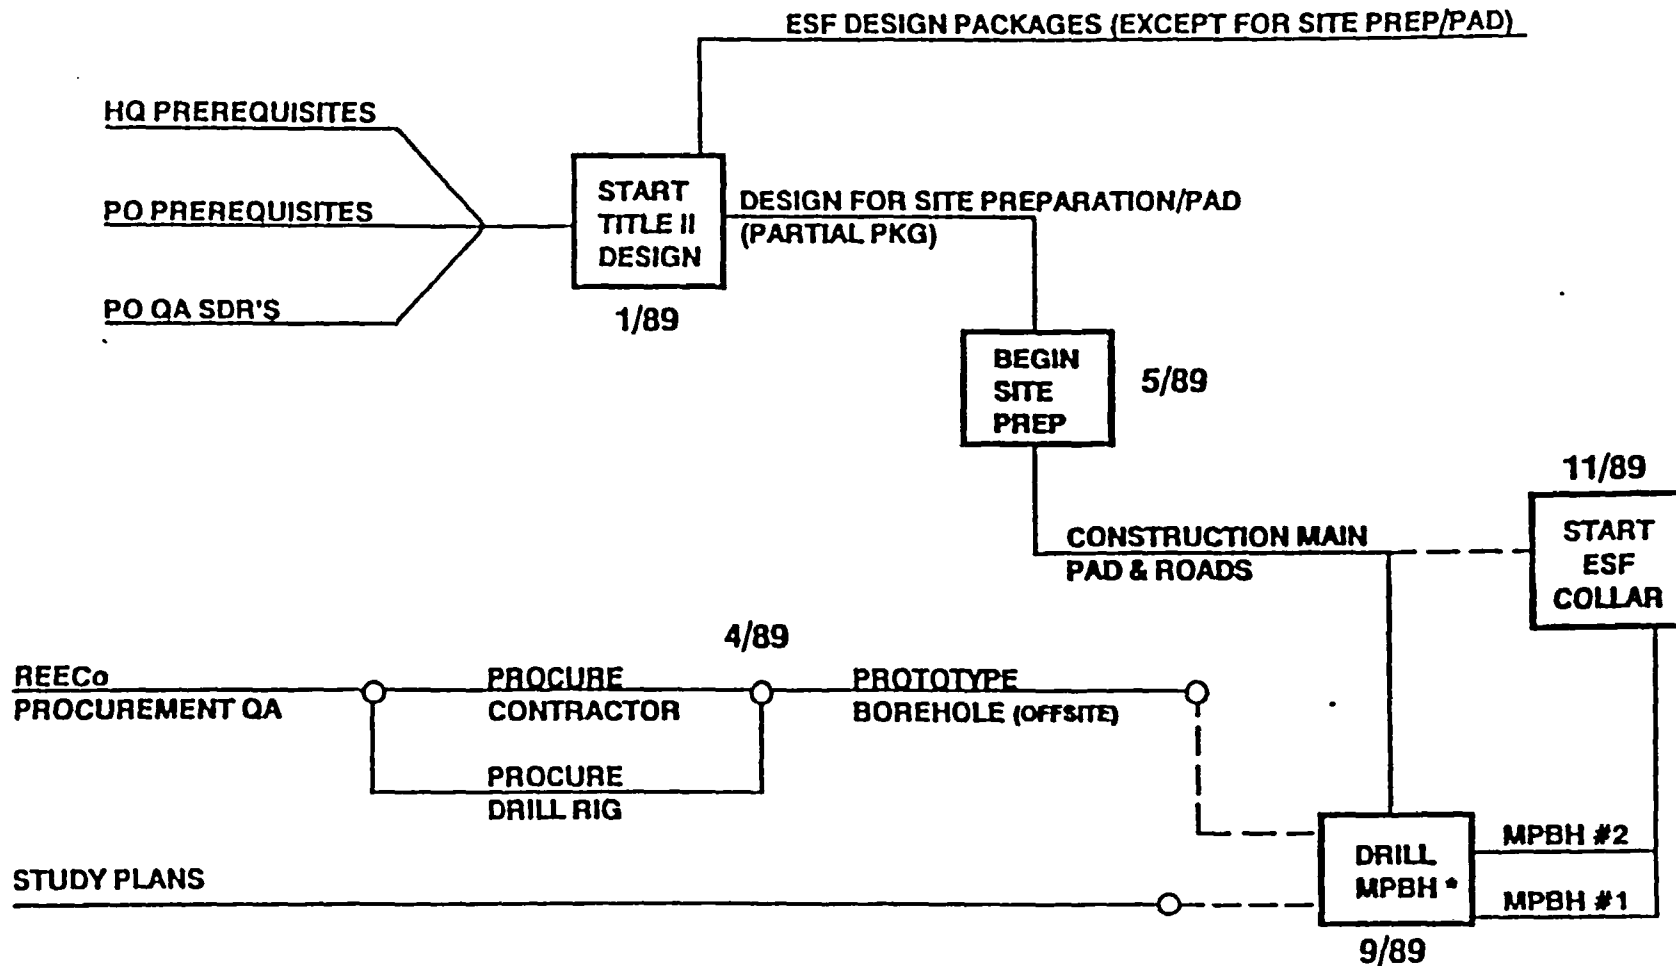 ESF DESIGN PACKAGES (EXCEPT FOR SITE PREP/PAD)
HQ PREREQUISITES
PO PREREQUISITES
PO QA SDR'S
START
TITLE II
DESIGN
1/89
DESIGN FOR SITE PREPARATION/PAD
(PARTIAL PKG)
BEGIN
SITE
PREP
5/89
11/89
START
ESF
COLLAR
CONSTRUCTION MAIN
PAD & ROADS
4/89
REECo
PROCUREMENT QA
PROCURE
CONTRACTOR
PROTOTYPE
BOREHOLE (OFFSITE)
PROCURE
DRILL RIG
STUDY PLANS
DRILL
MPBH *
MPBH #2
MPBH #1
9/89